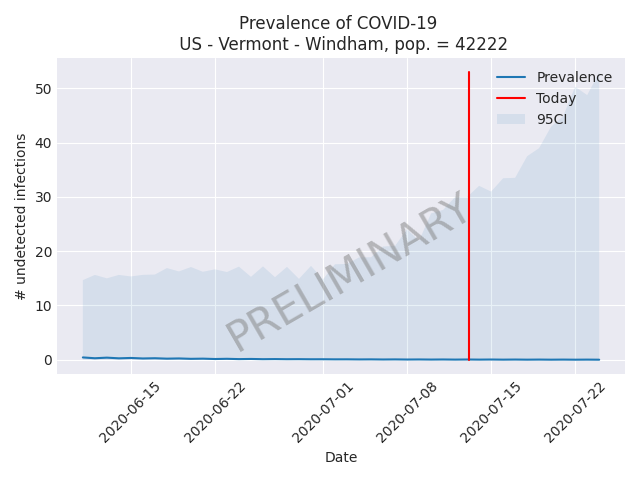 Prevalence of COVID-19
US - Vermont - Windham, pop. = 42222
Prevalence
Today
95CI
# undetected infections
50
40
30
20
10
0
PRELIMINARY
2020-06-15
2020-06-22
2020-07-01
2020-07-08
2020-07-15
2020-07-22
Date